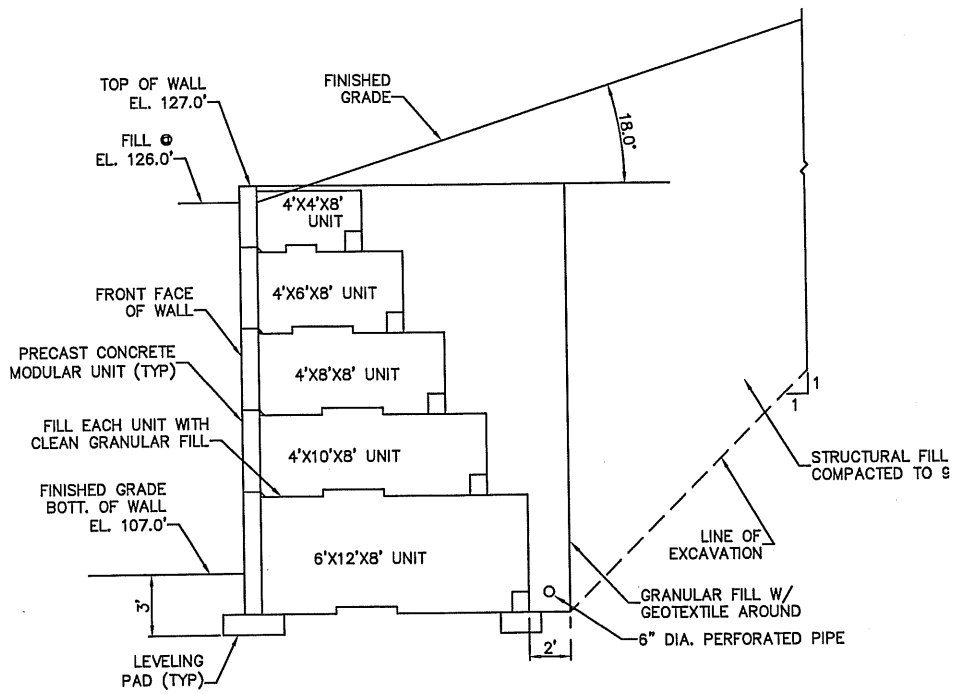 TOP OF WALL
EL. 127.0'
FINISHED
GRADE
18.0°
FILL @
EL. 126.0'
4'X4'X8'
UNIT
4'X6'X8' UNIT
FRONT FACE
OF WALL
PRECAST CONCRETE
MODULAR UNIT (TYP)
4'X8'X8' UNIT
1
1
FILL EACH UNIT WITH
CLEAN GRANULAR FILL
4'X10'X8' UNIT
STRUCTURAL FILL
COMPACTED TO 9
FINISHED GRADE
BOTT. OF WALL
EL. 107.0'
LINE OF
EXCAVATION
6'X12'X8' UNIT
3'
GRANULAR FILL W/
GEOTEXTILE AROUND
6" DIA. PERFORATED PIPE
2'
LEVELING
PAD (TYP)